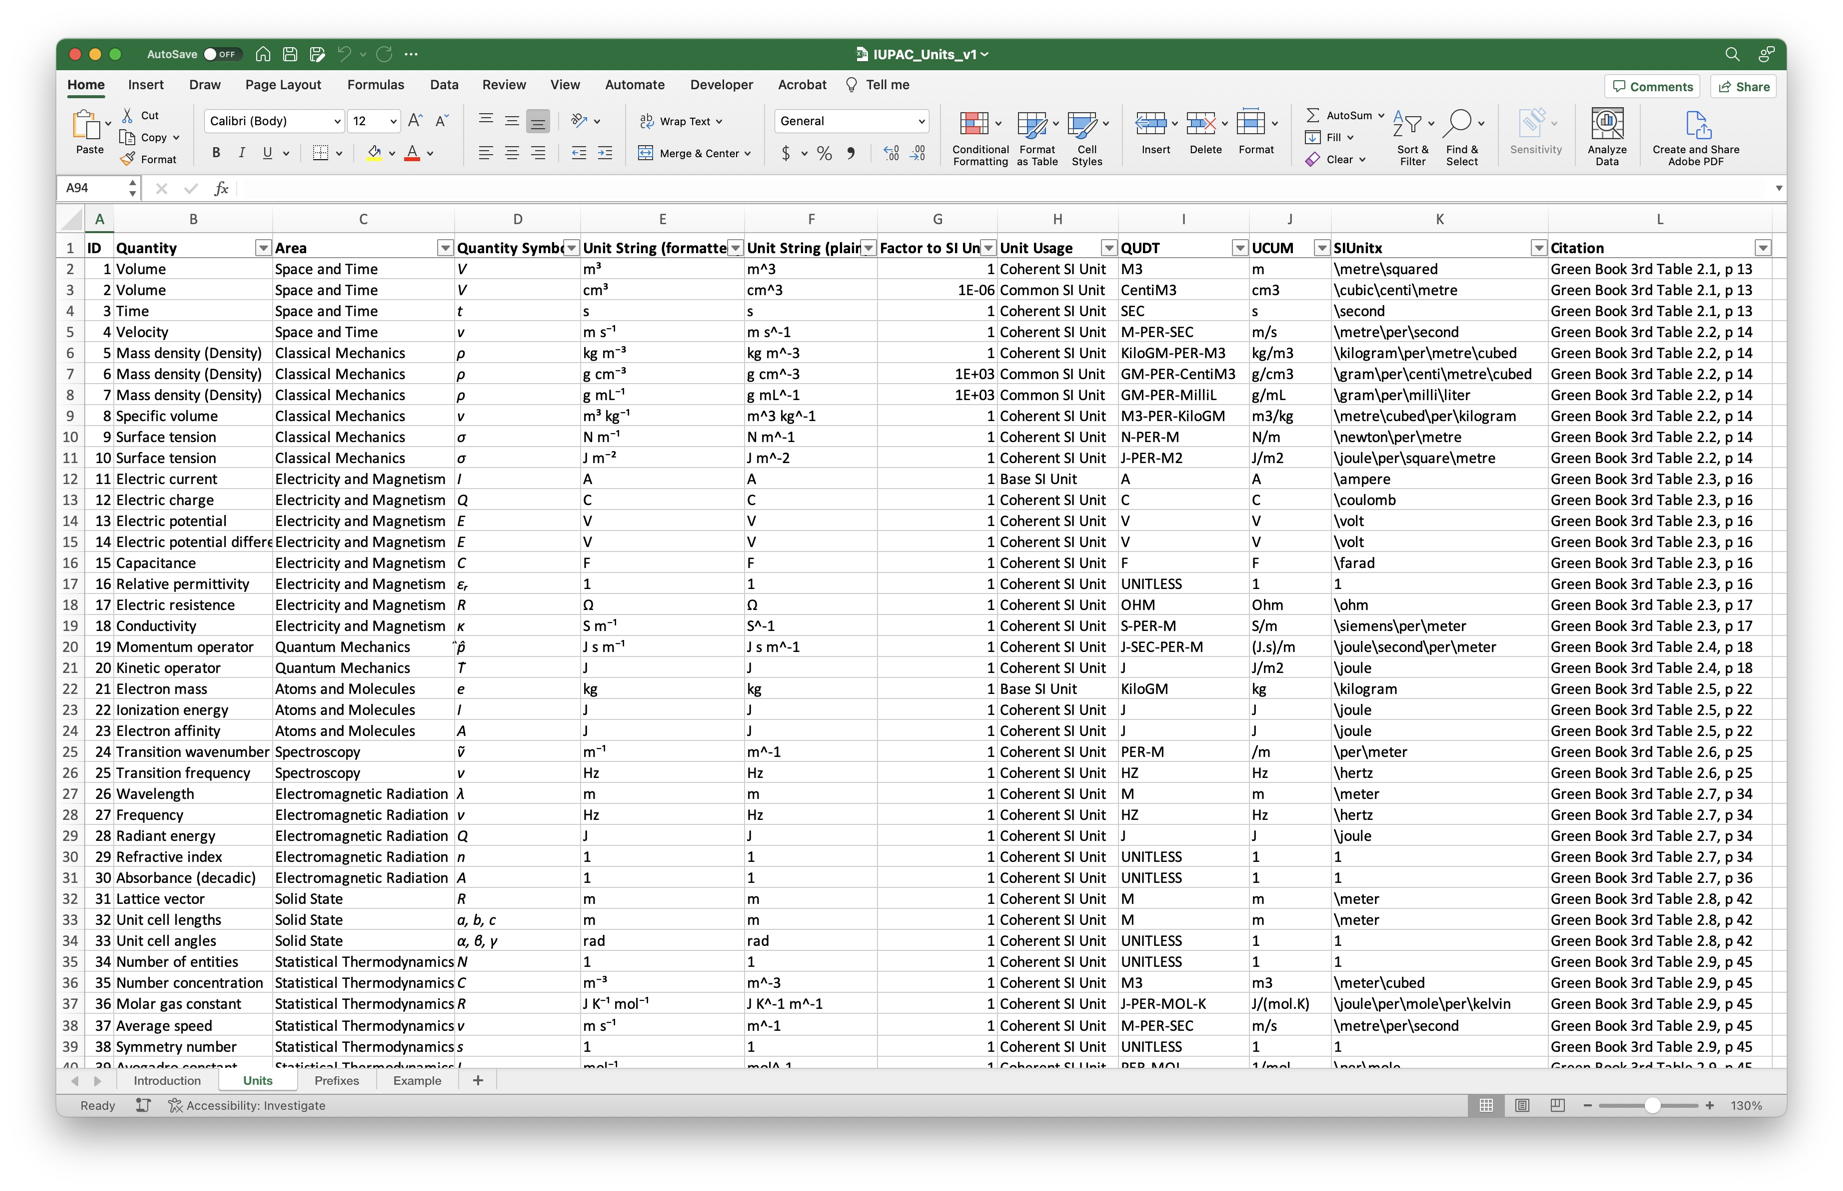 AutoSave OFF IUPAC_Units_v1
Home Insert Draw Page Layout Formulas Data Review View Automate Developer Acrobat Tell me Comments Share
Paste Cut Copy Format
Calibri (Body) 12 A A
B I U A
ab Wrap Text
Merge & Center
General
$ %
Conditional Formatting Format as Table Cell Styles Insert Delete Format
AutoSum Fill Clear
Sort & Filter Find & Select Sensitivity Analyze Data Create and Share Adobe PDF
A94 fx
A B C D E F G H I J K L
1 ID Quantity Area Quantity Symbo Unit String (formatte Unit String (plain Factor to SI Un Unit Usage QUDT UCUM SIUnitx Citation
2 1 Volume Space and Time V m³ m^3 1 Coherent SI Unit M3 m \metre\squared Green Book 3rd Table 2.1, p 13
3 2 Volume Space and Time V cm³ cm^3 1E-06 Common SI Unit CentiM3 cm3 \cubic\centi\metre Green Book 3rd Table 2.1, p 13
4 3 Time Space and Time t s s 1 Coherent SI Unit SEC s \second Green Book 3rd Table 2.1, p 13
5 4 Velocity Space and Time v m s⁻¹ m s^-1 1 Coherent SI Unit M-PER-SEC m/s \metre\per\second Green Book 3rd Table 2.2, p 14
6 5 Mass density (Density) Classical Mechanics ρ kg m⁻³ kg m^-3 1 Coherent SI Unit KiloGM-PER-M3 kg/m3 \kilogram\per\metre\cubed Green Book 3rd Table 2.2, p 14
7 6 Mass density (Density) Classical Mechanics ρ g cm⁻³ g cm^-3 1E+03 Common SI Unit GM-PER-CentiM3 g/cm3 \gram\per\centi\metre\cubed Green Book 3rd Table 2.2, p 14
8 7 Mass density (Density) Classical Mechanics ρ g mL⁻¹ g mL^-1 1E+03 Common SI Unit GM-PER-MilliL g/mL \gram\per\milli\liter Green Book 3rd Table 2.2, p 14
9 8 Specific volume Classical Mechanics v m³ kg⁻¹ m^3 kg^-1 1 Coherent SI Unit M3-PER-KiloGM m3/kg \metre\cubed\per\kilogram Green Book 3rd Table 2.2, p 14
10 9 Surface tension Classical Mechanics σ N m⁻¹ N m^-1 1 Coherent SI Unit N-PER-M N/m \newton\per\metre Green Book 3rd Table 2.2, p 14
11 10 Surface tension Classical Mechanics σ J m⁻² J m^-2 1 Coherent SI Unit J-PER-M2 J/m2 \joule\per\square\metre Green Book 3rd Table 2.2, p 14
12 11 Electric current Electricity and Magnetism I A A 1 Base SI Unit A A \ampere Green Book 3rd Table 2.3, p 16
13 12 Electric charge Electricity and Magnetism Q C C 1 Coherent SI Unit C C \coulomb Green Book 3rd Table 2.3, p 16
14 13 Electric potential Electricity and Magnetism E V V 1 Coherent SI Unit V V \volt Green Book 3rd Table 2.3, p 16
15 14 Electric potential differe Electricity and Magnetism E V V 1 Coherent SI Unit V V \volt Green Book 3rd Table 2.3, p 16
16 15 Capacitance Electricity and Magnetism C F F 1 Coherent SI Unit F F \farad Green Book 3rd Table 2.3, p 16
17 16 Relative permittivity Electricity and Magnetism εᵣ 1 1 1 Coherent SI Unit UNITLESS 1 1 Green Book 3rd Table 2.3, p 16
18 17 Electric resistence Electricity and Magnetism R Ω Ω 1 Coherent SI Unit OHM Ohm \ohm Green Book 3rd Table 2.3, p 17
19 18 Conductivity Electricity and Magnetism κ S m⁻¹ S^-1 1 Coherent SI Unit S-PER-M S/m \siemens\per\meter Green Book 3rd Table 2.3, p 17
20 19 Momentum operator Quantum Mechanics p̂ J s m⁻¹ J s m^-1 1 Coherent SI Unit J-SEC-PER-M (J.s)/m \joule\second\per\meter Green Book 3rd Table 2.4, p 18
21 20 Kinetic operator Quantum Mechanics T̂ J J 1 Coherent SI Unit J J/m2 \joule Green Book 3rd Table 2.4, p 18
22 21 Electron mass Atoms and Molecules e kg kg 1 Base SI Unit KiloGM kg \kilogram Green Book 3rd Table 2.5, p 22
23 22 Ionization energy Atoms and Molecules I J J 1 Coherent SI Unit J J \joule Green Book 3rd Table 2.5, p 22
24 23 Electron affinity Atoms and Molecules A J J 1 Coherent SI Unit J J \joule Green Book 3rd Table 2.5, p 22
25 24 Transition wavenumber Spectroscopy ṽ m⁻¹ m^-1 1 Coherent SI Unit PER-M /m \per\meter Green Book 3rd Table 2.6, p 25
26 25 Transition frequency Spectroscopy v Hz Hz 1 Coherent SI Unit HZ Hz \hertz Green Book 3rd Table 2.6, p 25
27 26 Wavelength Electromagnetic Radiation λ m m 1 Coherent SI Unit M m \meter Green Book 3rd Table 2.7, p 34
28 27 Frequency Electromagnetic Radiation v Hz Hz 1 Coherent SI Unit HZ Hz \hertz Green Book 3rd Table 2.7, p 34
29 28 Radiant energy Electromagnetic Radiation Q J J 1 Coherent SI Unit J J \joule Green Book 3rd Table 2.7, p 34
30 29 Refractive index Electromagnetic Radiation n 1 1 1 Coherent SI Unit UNITLESS 1 1 Green Book 3rd Table 2.7, p 34
31 30 Absorbance (decadic) Electromagnetic Radiation A 1 1 1 Coherent SI Unit UNITLESS 1 1 Green Book 3rd Table 2.7, p 36
32 31 Lattice vector Solid State R m m 1 Coherent SI Unit M m \meter Green Book 3rd Table 2.8, p 42
33 32 Unit cell lengths Solid State a, b, c m m 1 Coherent SI Unit M m \meter Green Book 3rd Table 2.8, p 42
34 33 Unit cell angles Solid State α, β, γ rad rad 1 Coherent SI Unit UNITLESS 1 1 Green Book 3rd Table 2.8, p 42
35 34 Number of entities Statistical Thermodynamics N 1 1 1 Coherent SI Unit UNITLESS 1 1 Green Book 3rd Table 2.9, p 45
36 35 Number concentration Statistical Thermodynamics C m⁻³ m^-3 1 Coherent SI Unit M3 m3 \meter\cubed Green Book 3rd Table 2.9, p 45
37 36 Molar gas constant Statistical Thermodynamics R J K⁻¹ mol⁻¹ J K^-1 m^-1 1 Coherent SI Unit J-PER-MOL-K J/(mol.K) \joule\per\mole\per\kelvin Green Book 3rd Table 2.9, p 45
38 37 Average speed Statistical Thermodynamics v m s⁻¹ m^-1 1 Coherent SI Unit M-PER-SEC m/s \metre\per\second Green Book 3rd Table 2.9, p 45
39 38 Symmetry number Statistical Thermodynamics s 1 1 1 Coherent SI Unit UNITLESS 1 1 Green Book 3rd Table 2.9, p 45
40 39 Avogadro constant Statistical Thermodynamics L mol⁻¹ mol^-1 1 Coherent SI Unit PER-MOL 1/mol \per\mole Green Book 3rd Table 2.9, p 45
Introduction Units Prefixes Example +
Ready Accessibility: Investigate 130%